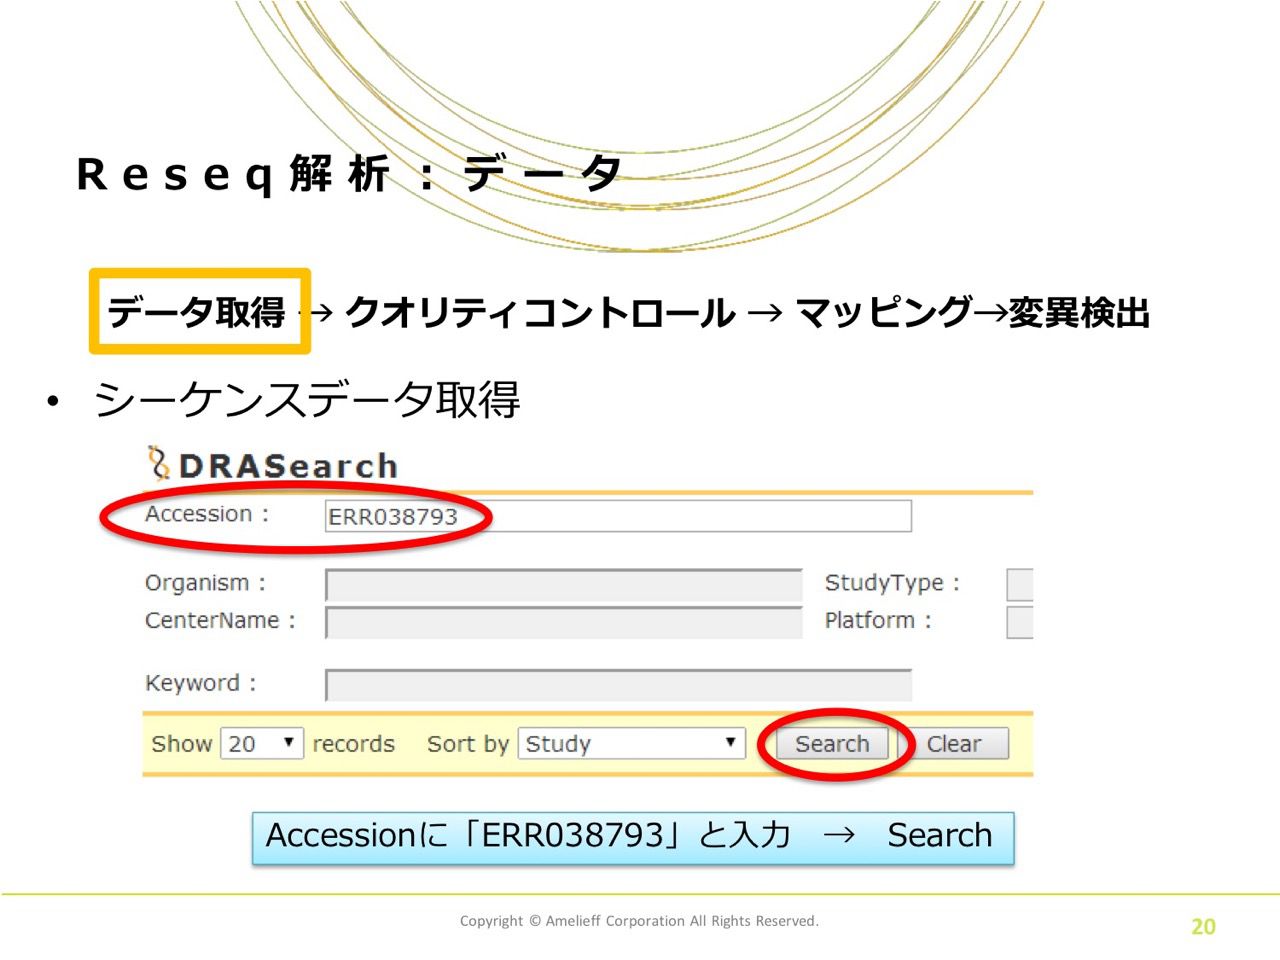 Reseq解析：データ
データ取得 → クオリティコントロール → マッピング→変異検出
• シーケンスデータ取得
DRASearch
Accession : ERR038793
Organism : StudyType :
CenterName : Platform :
Keyword :
Show 20 records Sort by Study Search Clear
Accessionに「ERR038793」と入力 → Search
Copyright © Amelieff Corporation All Rights Reserved.
20